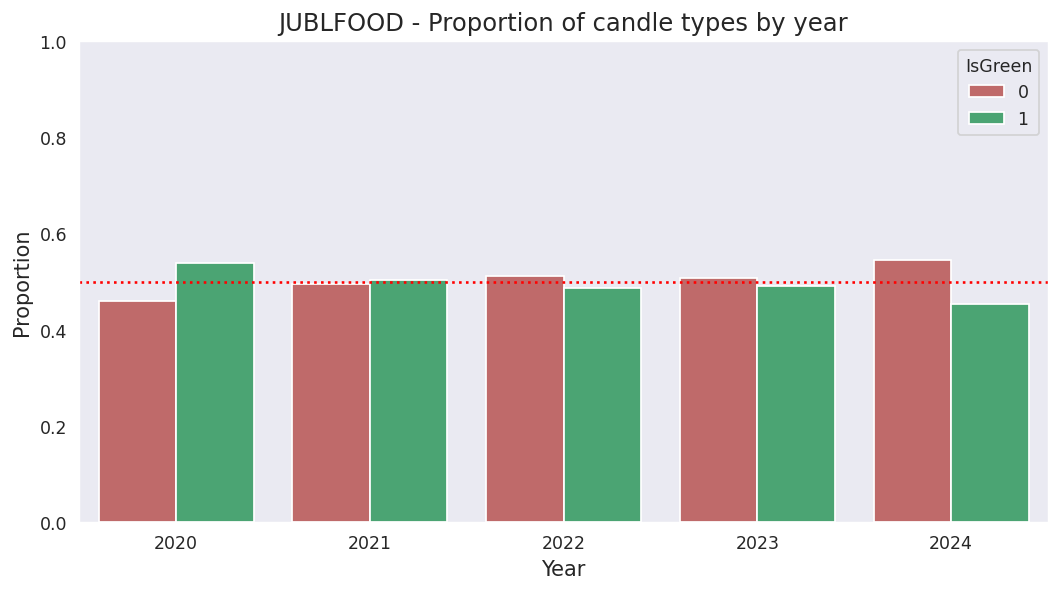 JUBLFOOD - Proportion of candle types by year
IsGreen
0
1
Proportion
1.0
0.8
0.6
0.4
0.2
0.0
2020 2021 2022 2023 2024
Year